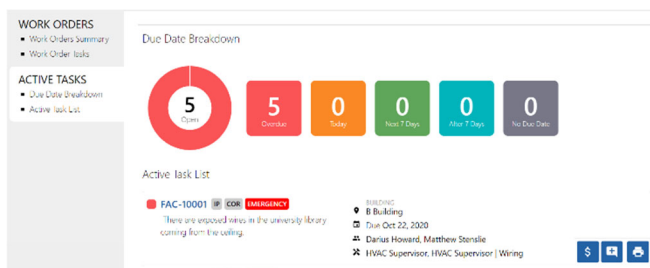 WORK ORDERS
Work Orders Summary
Work Order Tasks
ACTIVE TASKS
Due Date Breakdown
Active Task List
Due Date Breakdown
5
Open
5
Overdue
0
Today
0
Next 7 Days
0
After 7 Days
0
No Due Date
Active Task List
FAC-10001 IP COR EMERGENCY
There are exposed wires in the university library
coming from the ceiling.
BUILDING
B Building
Due Oct 22, 2020
Darius Howard, Matthew Stenslie
HVAC Supervisor, HVAC Supervisor | Wiring
$